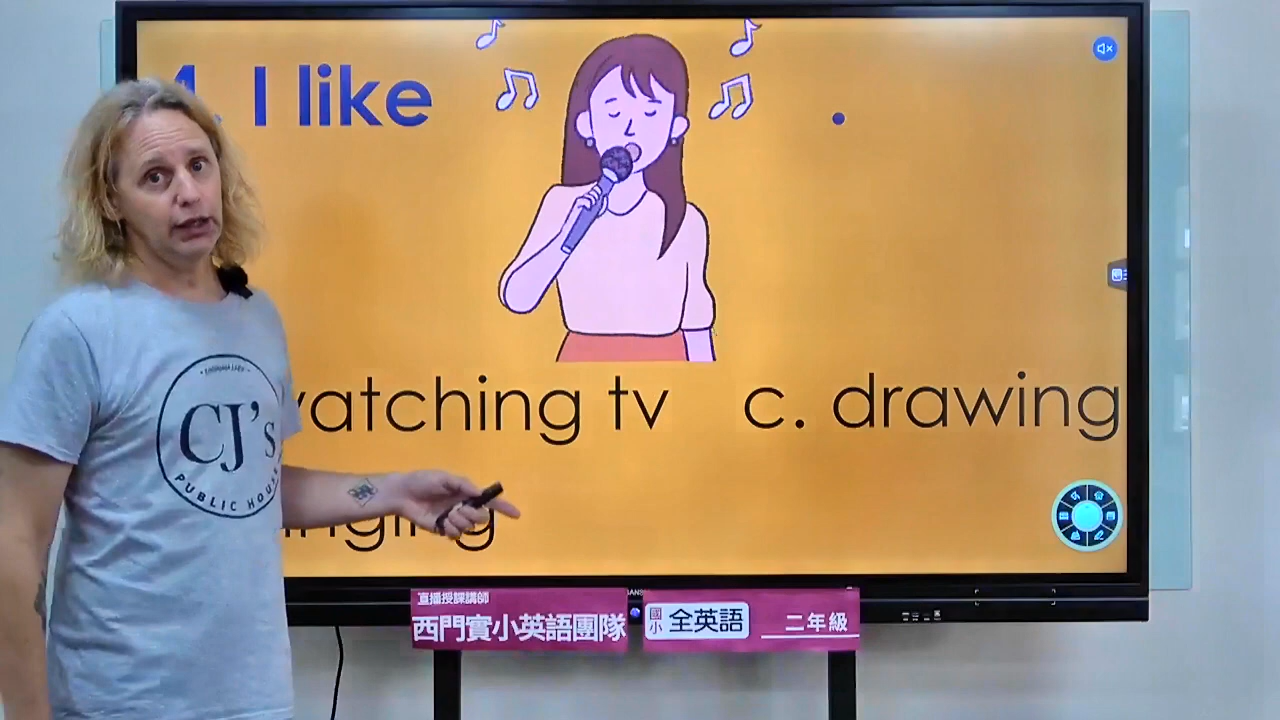 4. I like .
watching tv c. drawing
CJ's
PUBLIC HOUSE
直播授課講師
西門實小英語團隊
國小 全英語 二年級